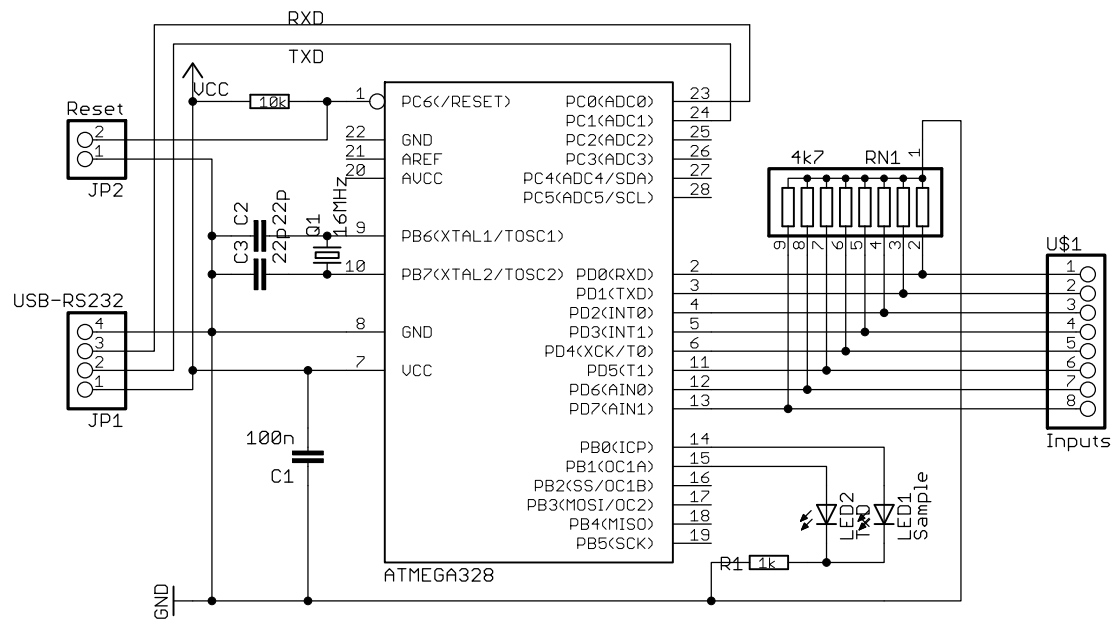 RXD
TXD
VCC
10k
Reset
2
1
JP2
USB-RS232
4
3
2
1
JP1
C2
22p
C3
22p
Q1
16MHz
100n
C1
GND
1
22
21
20
9
10
8
7
PC6(/RESET)
GND
AREF
AVCC
PB6(XTAL1/TOSC1)
PB7(XTAL2/TOSC2)
GND
VCC
ATMEGA328
PC0(ADC0) 23
PC1(ADC1) 24
PC2(ADC2) 25
PC3(ADC3) 26
PC4(ADC4/SDA) 27
PC5(ADC5/SCL) 28
PD0(RXD) 2
PD1(TXD) 3
PD2(INT0) 4
PD3(INT1) 5
PD4(XCK/T0) 6
PD5(T1) 11
PD6(AIN0) 12
PD7(AIN1) 13
PB0(ICP) 14
PB1(OC1A) 15
PB2(SS/OC1B) 16
PB3(MOSI/OC2) 17
PB4(MISO) 18
PB5(SCK) 19
4k7 RN1 1
9 8 7 6 5 4 3 2
U$1
1
2
3
4
5
6
7
8
Inputs
LED2
TXD
LED1
Sample
R1 1k